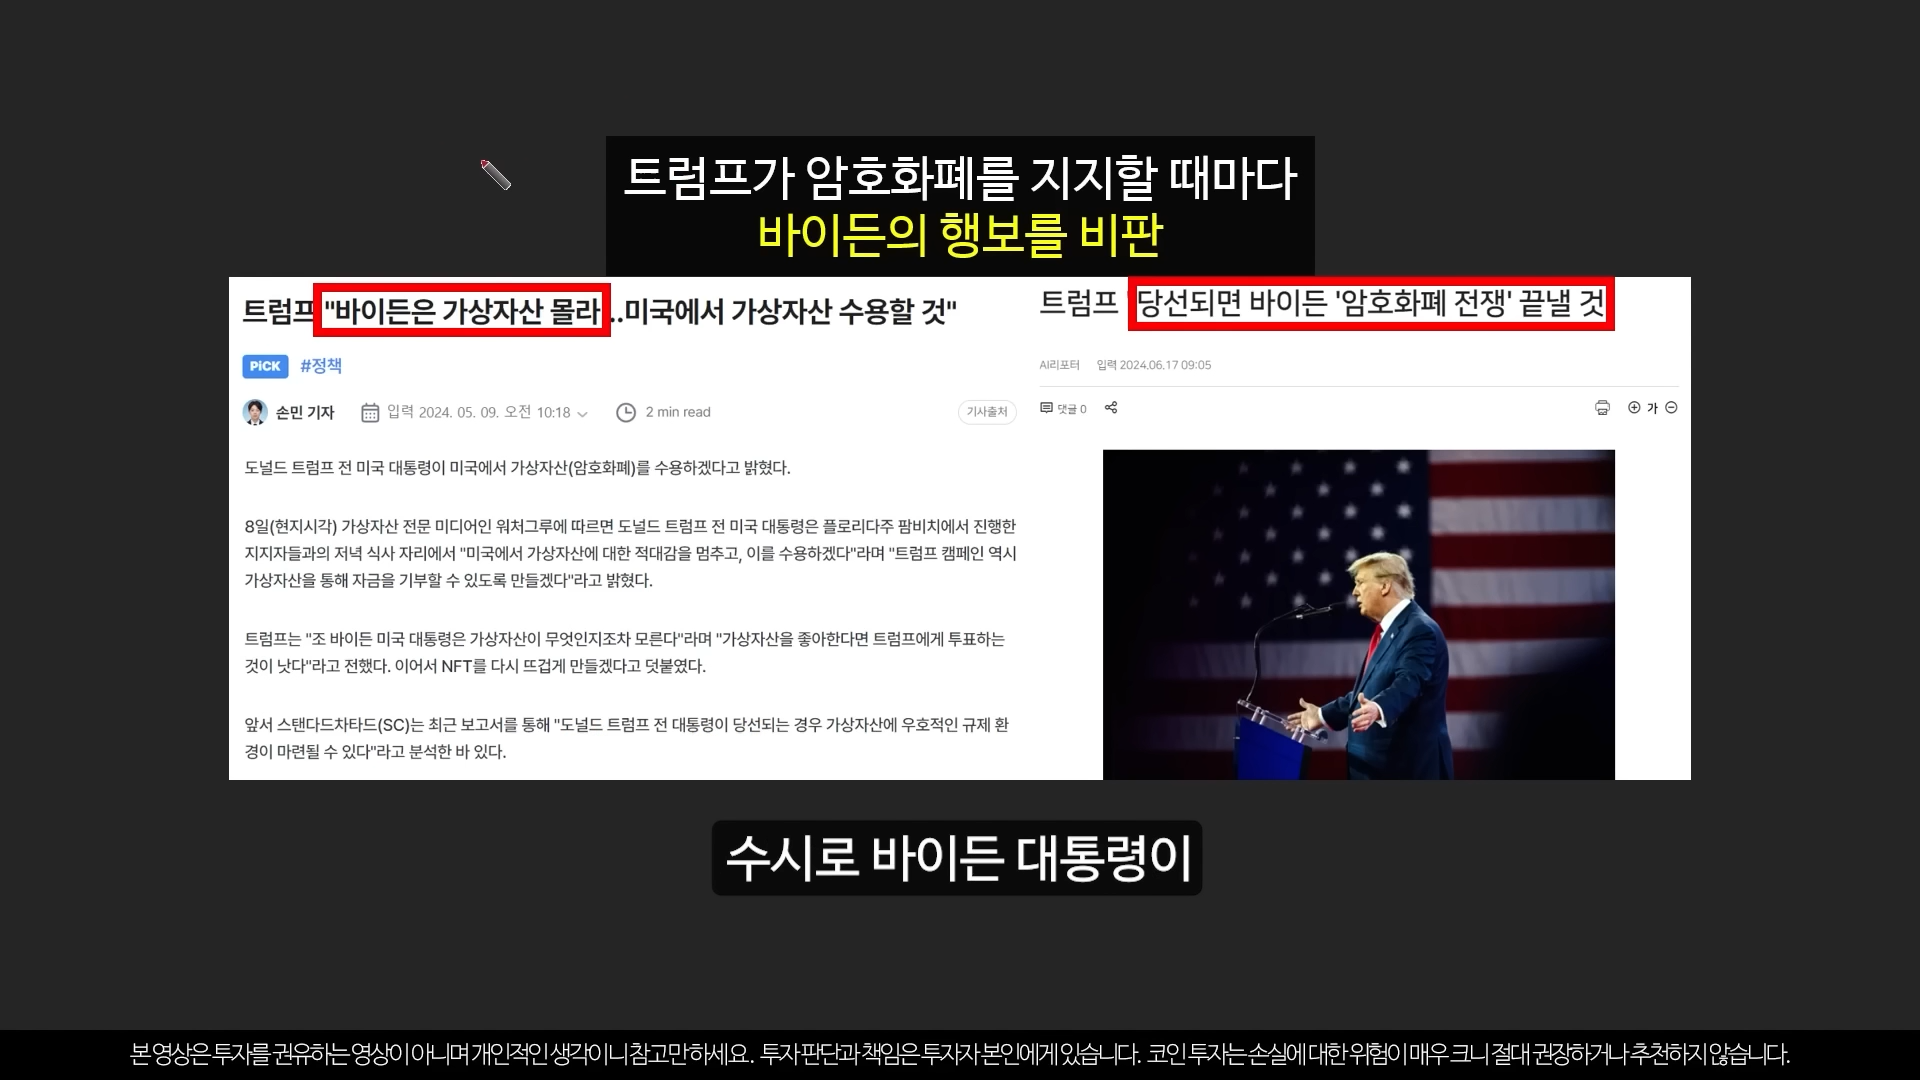 트럼프가 암호화폐를 지지할 때마다
바이든의 행보를 비판
트럼프 "바이든은 가상자산 몰라…미국에서 가상자산 수용할 것"
PiCK #정책
손민 기자 입력 2024. 05. 09. 오전 10:18 2 min read 기사출처
도널드 트럼프 전 미국 대통령이 미국에서 가상자산(암호화폐)를 수용하겠다고 밝혔다.
8일(현지시각) 가상자산 전문 미디어인 워처그루에 따르면 도널드 트럼프 전 미국 대통령은 플로리다주 팜비치에서 진행한
지지자들과의 저녁 식사 자리에서 "미국에서 가상자산에 대한 적대감을 멈추고, 이를 수용하겠다"라며 "트럼프 캠페인 역시
가상자산을 통해 자금을 기부할 수 있도록 만들겠다"라고 밝혔다.
트럼프는 "조 바이든 미국 대통령은 가상자산이 무엇인지조차 모른다"라며 "가상자산을 좋아한다면 트럼프에게 투표하는
것이 낫다"라고 전했다. 이어서 NFT를 다시 뜨겁게 만들겠다고 덧붙였다.
앞서 스탠다드차타드(SC)는 최근 보고서를 통해 "도널드 트럼프 전 대통령이 당선되는 경우 가상자산에 우호적인 규제 환
경이 마련될 수 있다"라고 분석한 바 있다.
트럼프 '당선되면 바이든 '암호화폐 전쟁' 끝낼 것
AI리포터 입력 2024.06.17 09:05
댓글 0 가
수시로 바이든 대통령이
본 영상은 투자를 권유하는 영상이 아니며 개인적인 생각이니 참고만 하세요. 투자 판단과 책임은 투자자 본인에게 있습니다. 코인 투자는 손실에 대한 위험이 매우 크니 절대 권장하거나 추천하지 않습니다.